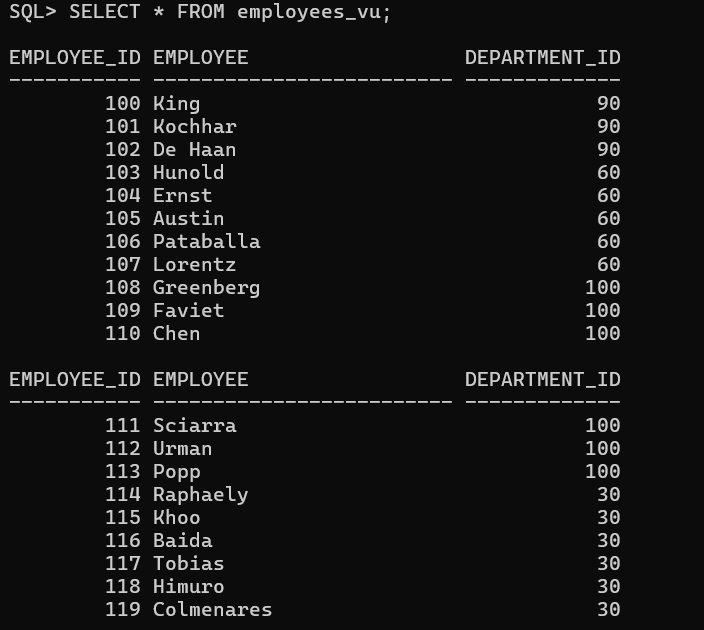 SQL> SELECT * FROM employees_vu;
EMPLOYEE_ID EMPLOYEE                  DEPARTMENT_ID
----------- ------------------------- -------------
        100 King                                 90
        101 Kochhar                              90
        102 De Haan                              90
        103 Hunold                               60
        104 Ernst                                60
        105 Austin                               60
        106 Pataballa                            60
        107 Lorentz                              60
        108 Greenberg                           100
        109 Faviet                              100
        110 Chen                                100
EMPLOYEE_ID EMPLOYEE                  DEPARTMENT_ID
----------- ------------------------- -------------
        111 Sciarra                             100
        112 Urman                               100
        113 Popp                                100
        114 Raphaely                             30
        115 Khoo                                 30
        116 Baida                                30
        117 Tobias                               30
        118 Himuro                               30
        119 Colmenares                           30